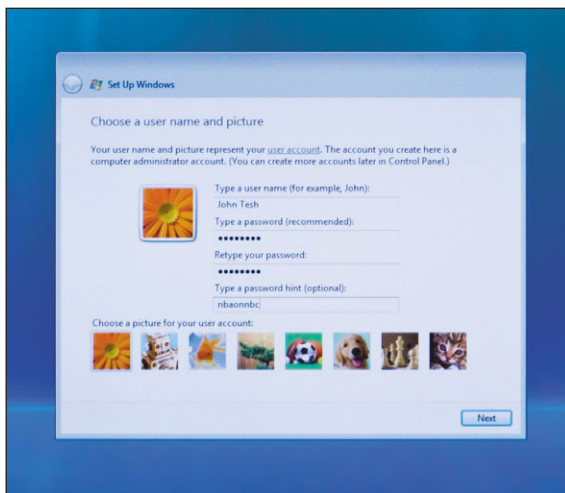 Set Up Windows
Choose a user name and picture
Your user name and picture represent your user account. The account you create here is a
computer administrator account. (You can create more accounts later in Control Panel.)
Type a user name (for example, John):
John Tesh
Type a password (recommended):
••••••••
Retype your password:
••••••••
Type a password hint (optional):
nbaonnbc
Choose a picture for your user account:
Next